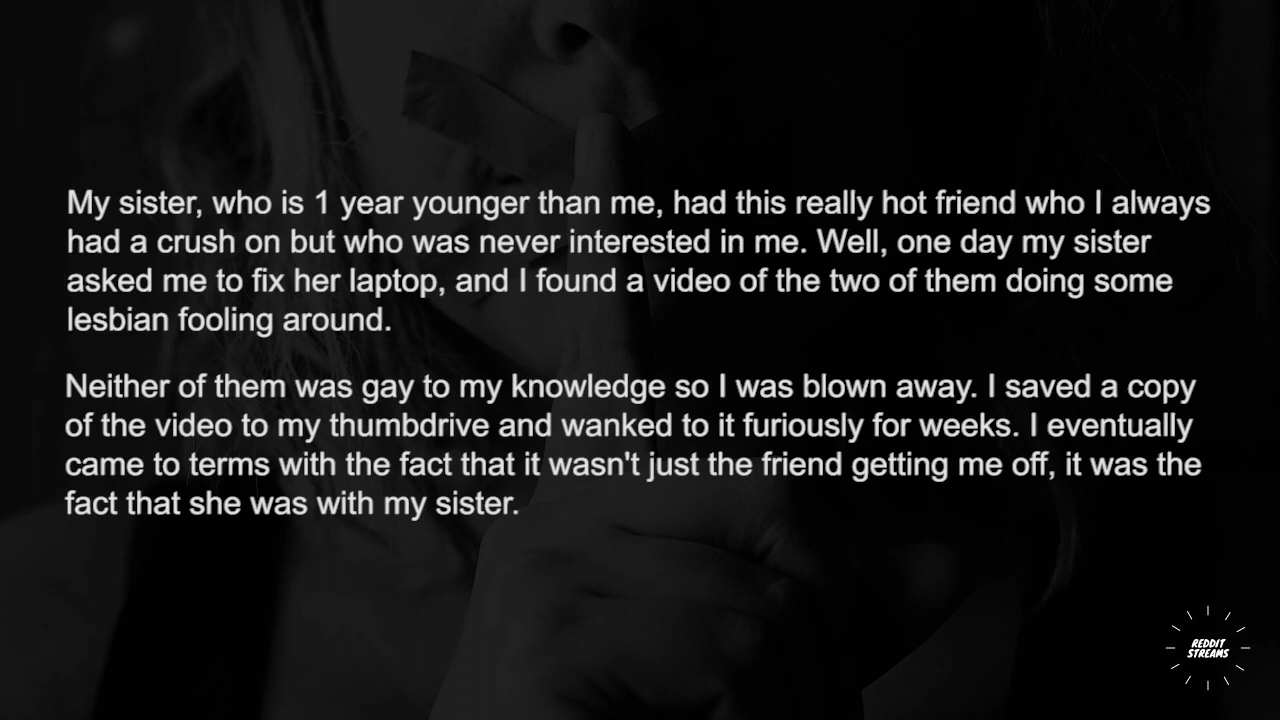 My sister, who is 1 year younger than me, had this really hot friend who I always
had a crush on but who was never interested in me. Well, one day my sister
asked me to fix her laptop, and I found a video of the two of them doing some
lesbian fooling around.
Neither of them was gay to my knowledge so I was blown away. I saved a copy
of the video to my thumbdrive and wanked to it furiously for weeks. I eventually
came to terms with the fact that it wasn't just the friend getting me off, it was the
fact that she was with my sister.
REDDIT
STREAMS